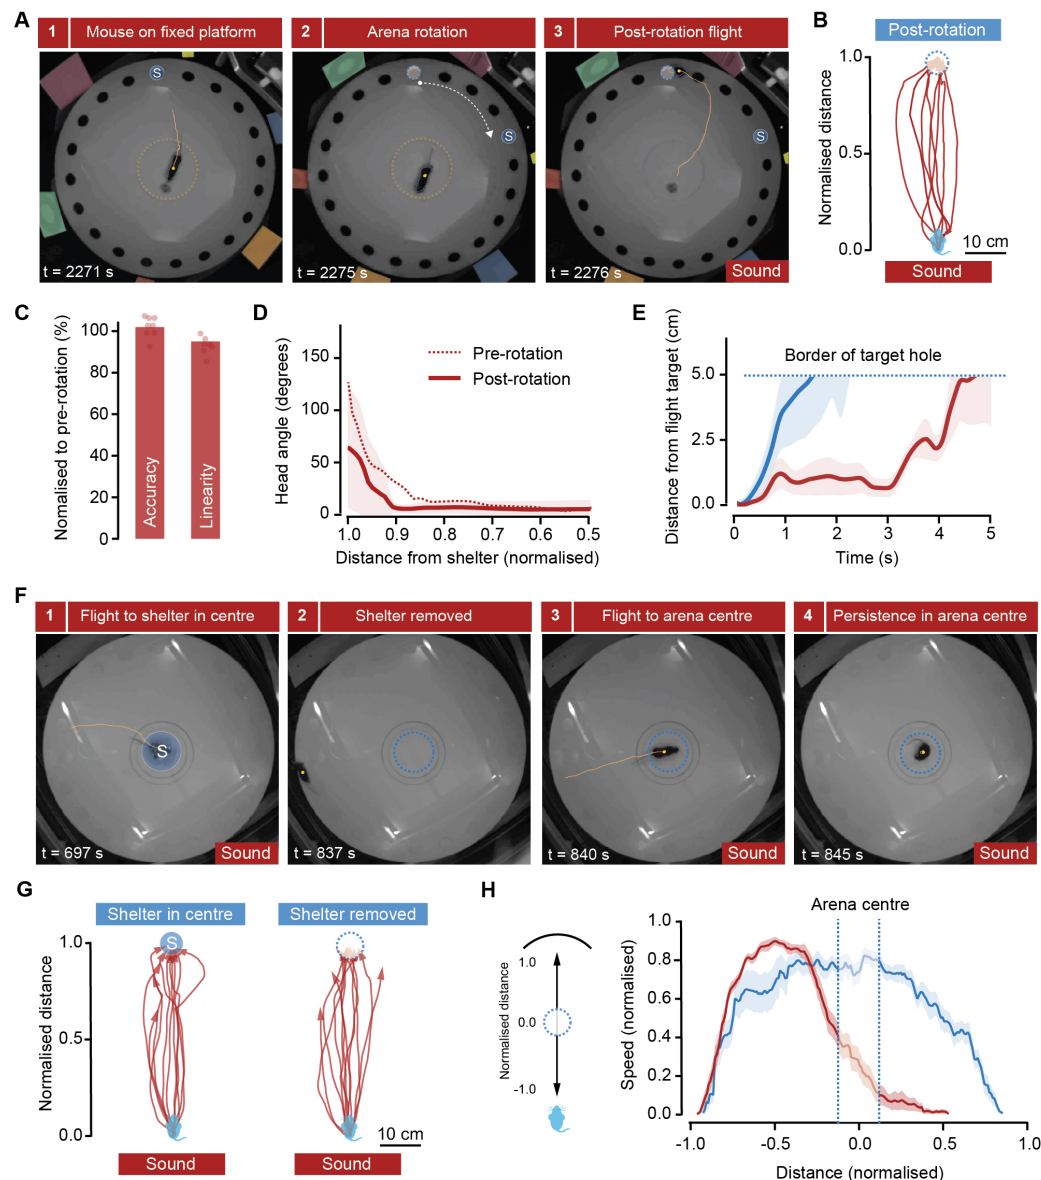 A
1 Mouse on fixed platform
2 Arena rotation
3 Post-rotation flight
S
S
S
t = 2271 s
t = 2275 s
t = 2276 s
Sound
B
Post-rotation
Normalised distance
1.0
0.5
0.0
10 cm
Sound
C
Nomalised to pre-rotation (%)
100
80
60
40
20
0
Accuracy
Linearity
D
Head angle (degrees)
150
100
50
0
Pre-rotation
Post-rotation
1.0 0.9 0.8 0.7 0.6 0.5
Distance from shelter (normalised)
E
Distance from flight target (cm)
Border of target hole
5.0
2.5
0.0
0 1 2 3 4 5
Time (s)
F
1 Flight to shelter in centre
2 Shelter removed
3 Flight to arena centre
4 Persistence in arena centre
S
t = 697 s
Sound
t = 837 s
t = 840 s
Sound
t = 845 s
Sound
G
Shelter in centre
Shelter removed
S
Normalised distance
1.0
0.5
0.0
10 cm
Sound
Sound
H
Normalised distance
1.0
0.0
-1.0
Arena centre
Speed (normalised)
1.0
0.8
0.6
0.4
0.2
0.0
-1.0 -0.5 0.0 0.5 1.0
Distance (normalised)